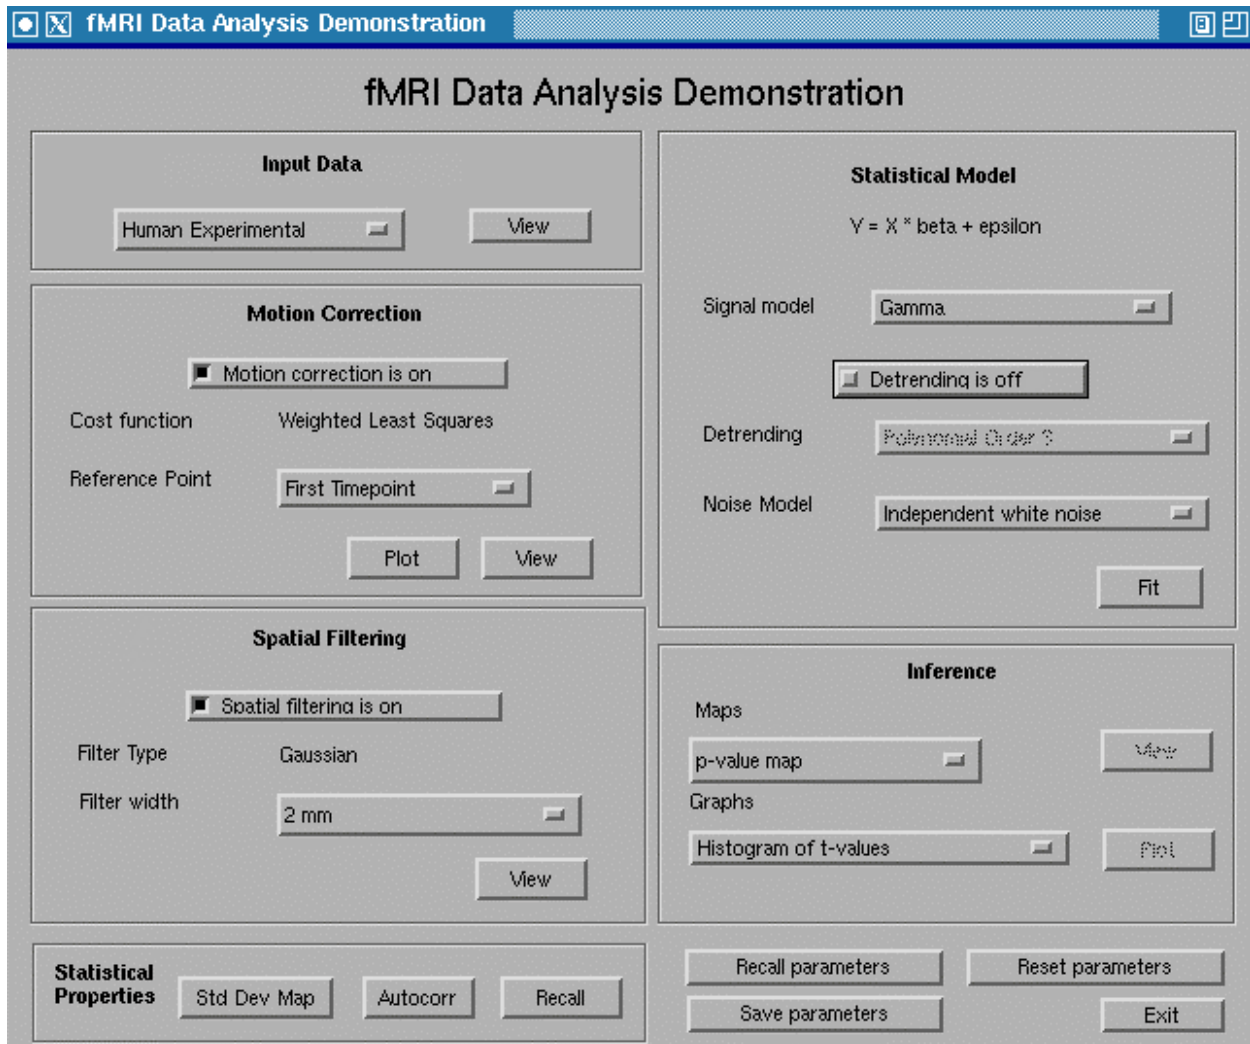 fMRI Data Analysis Demonstration
fMRI Data Analysis Demonstration
Input Data
Human Experimental
View
Motion Correction
Motion correction is on
Cost function Weighted Least Squares
Reference Point First Timepoint
Plot View
Spatial Filtering
Spatial filtering is on
Filter Type Gaussian
Filter width 2 mm
View
Statistical Properties
Std Dev Map Autocorr Recall
Statistical Model
Y = X * beta + epsilon
Signal model Gamma
Detrending is off
Detrending Polynomial Order
Noise Model Independent white noise
Fit
Inference
Maps
p-value map View
Graphs
Histogram of t-values Plot
Recall parameters Reset parameters
Save parameters Exit